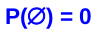 P(∅) = 0